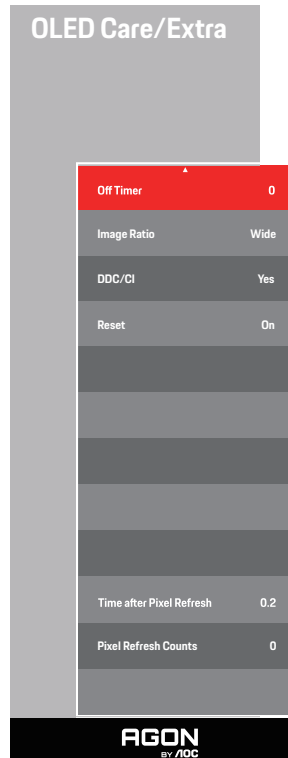 OLED Care/Extra
Off Timer 0
Image Ratio Wide
DDC/CI Yes
Reset On
Time after Pixel Refresh 0.2
Pixel Refresh Counts 0
AGON
BY AOC